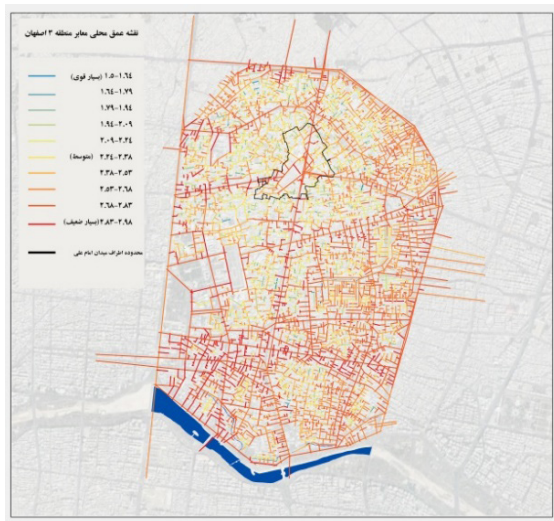 نقشه عمق محلی معابر منطقه ۳ اصفهان
۱.۵-۱.۶۴ (بسیار قوی)
۱.۶۴-۱.۷۹
۱.۷۹-۱.۹۴
۱.۹۴-۲.۰۹
۲.۰۹-۲.۲۴
۲.۲۴-۲.۳۸ (متوسط)
۲.۳۸-۲.۵۳
۲.۵۳-۲.۶۸
۲.۶۸-۲.۸۳
۲.۸۳-۲.۹۸ (بسیار ضعیف)
محدوده اطراف میدان امام علی